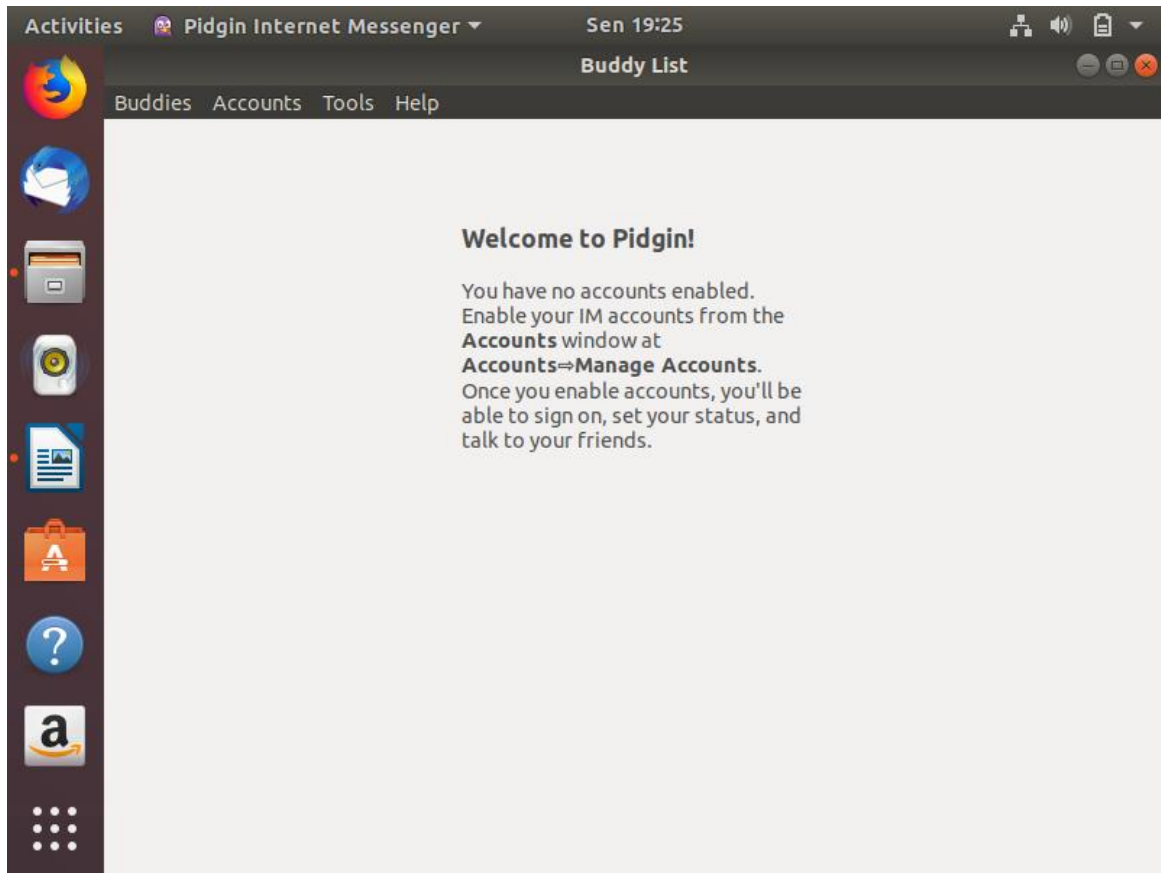 Activities Pidgin Internet Messenger Sen 19:25
Buddy List
Buddies Accounts Tools Help
Welcome to Pidgin!
You have no accounts enabled.
Enable your IM accounts from the
Accounts window at
Accounts⇨Manage Accounts.
Once you enable accounts, you'll be
able to sign on, set your status, and
talk to your friends.